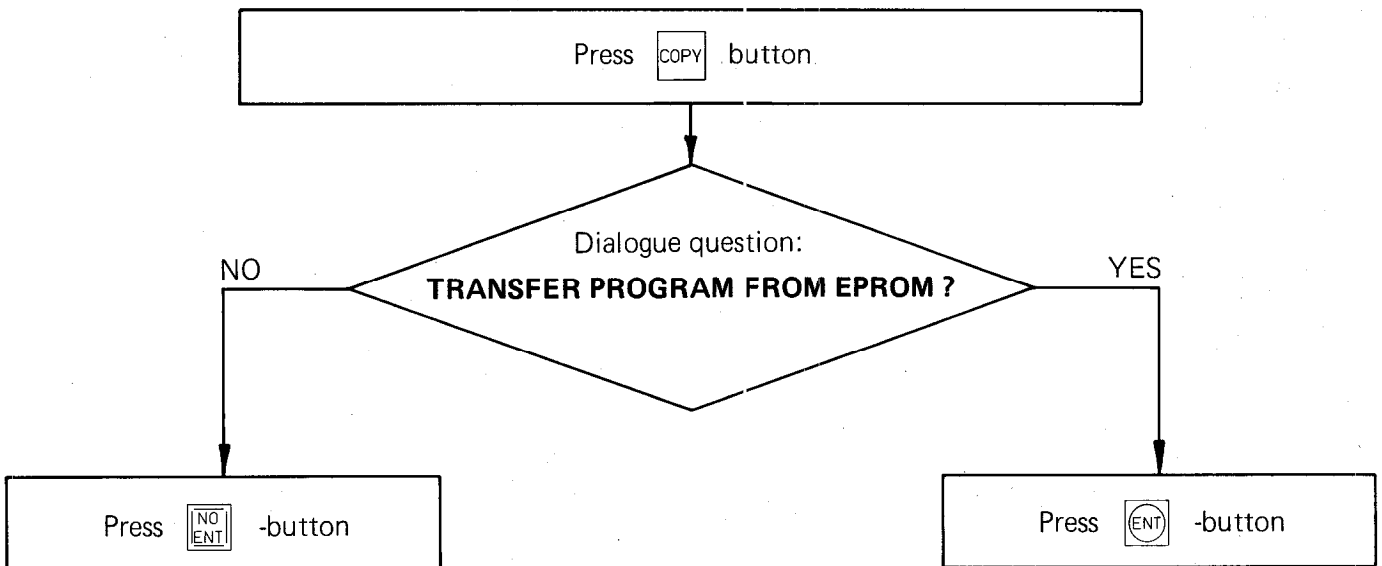 Press COPY button
Dialogue question:
NO
TRANSFER PROGRAM FROM EPROM ?
YES
Press NO ENT -button
Press ENT -button